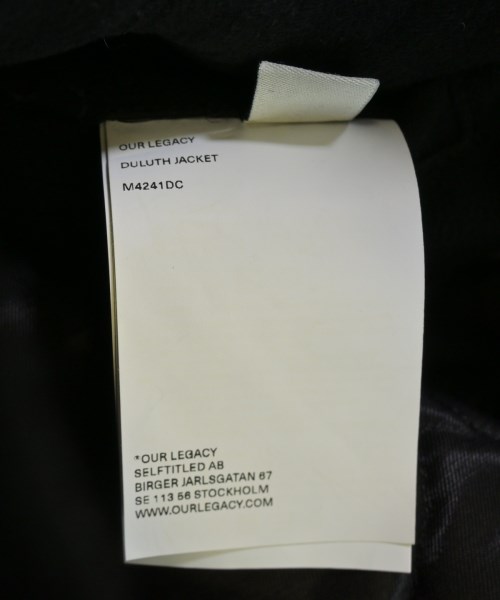 OUR LEGACY
DULUTH JACKET
M4241DC
*OUR LEGACY
SELFTITLED AB
BIRGER JARLSGATAN 67
SE 113 56 STOCKHOLM
WWW.OURLEGACY.COM